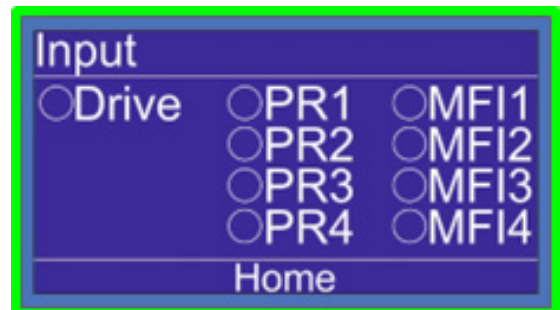 Input
Drive PR1 MFI1
PR2 MFI2
PR3 MFI3
PR4 MFI4
Home